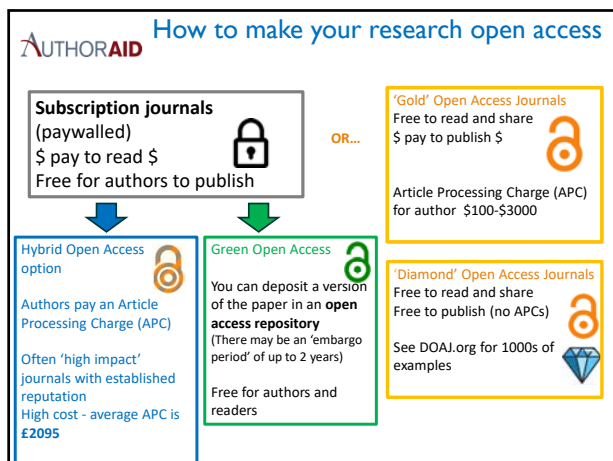 AUTHORAID
How to make your research open access
Subscription journals
(paywalled)
$ pay to read $
Free for authors to publish
OR...
'Gold' Open Access Journals
Free to read and share
$ pay to publish $
Article Processing Charge (APC)
for author $100-$3000
Hybrid Open Access
option
Authors pay an Article
Processing Charge (APC)
Often 'high impact'
journals with established
reputation
High cost - average APC is
£2095
Green Open Access
You can deposit a version
of the paper in an open
access repository
(There may be an 'embargo
period' of up to 2 years)
Free for authors and
readers
'Diamond' Open Access Journals
Free to read and share
Free to publish (no APCs)
See DOAJ.org for 1000s of
examples